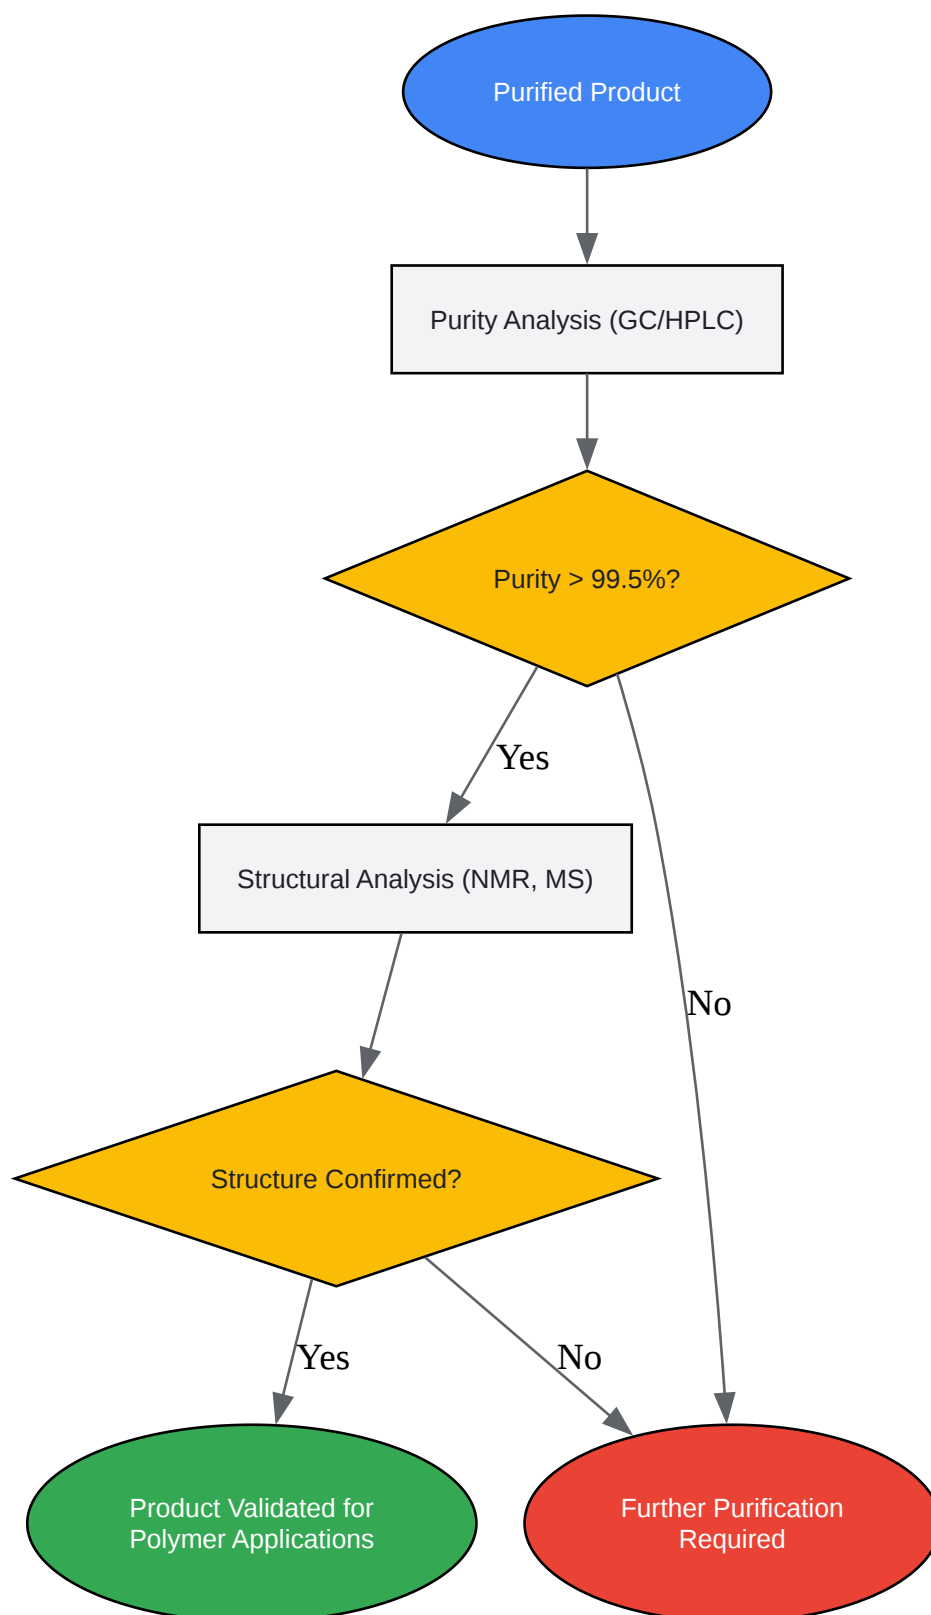 Purified Product
Purity Analysis (GC/HPLC)
Purity > 99.5%?
Yes
Structural Analysis (NMR, MS)
No
Structure Confirmed?
Yes
No
Product Validated for
Polymer Applications
Further Purification
Required